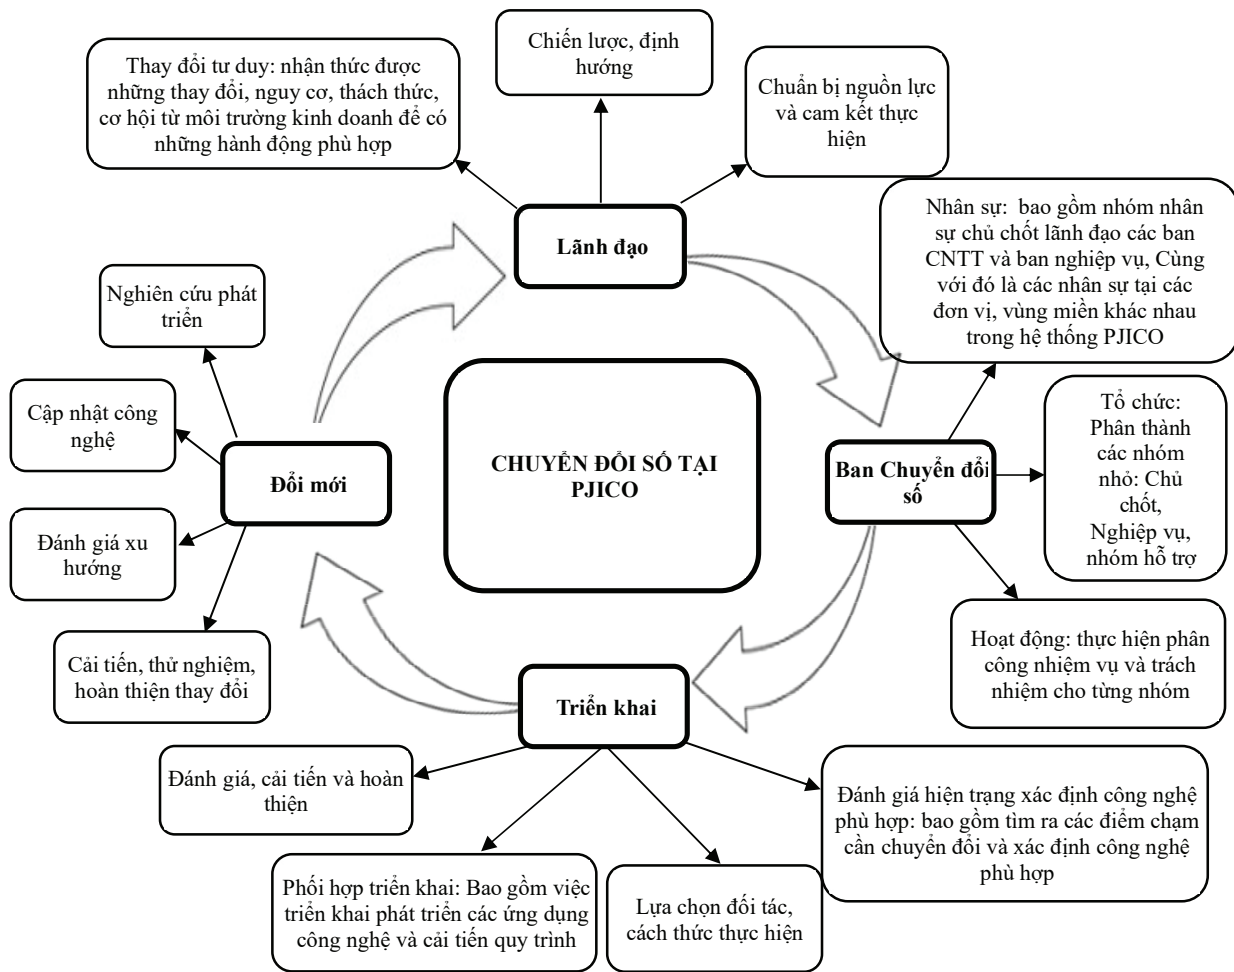 Chiến lược, định
hướng
Thay đổi tư duy: nhận thức được
những thay đổi, nguy cơ, thách thức,
cơ hội từ môi trường kinh doanh để có
những hành động phù hợp
Chuẩn bị nguồn lực
và cam kết thực
hiện
Lãnh đạo
Nhân sự:  bao gồm nhóm nhân
sự chủ chốt lãnh đạo các ban
CNTT và ban nghiệp vụ, Cùng
với đó là các nhân sự tại các
đơn vị, vùng miền khác nhau
trong hệ thống PJICO
Nghiên cứu phát
triển
Cập nhật công
nghệ
Tổ chức:
Phân thành
các nhóm
nhỏ: Chủ
chốt,
Nghiệp vụ,
nhóm hỗ trợ
Đổi mới
CHUYỂN ĐỔI SỐ TẠI
PJICO
Ban Chuyển đổi
số
Đánh giá xu
hướng
Cải tiến, thử nghiệm,
hoàn thiện thay đổi
Hoạt động: thực hiện phân
công nhiệm vụ và trách
nhiệm cho từng nhóm
Triển khai
Đánh giá, cải tiến và hoàn
thiện
Đánh giá hiện trạng xác định công nghệ
phù hợp: bao gồm tìm ra các điểm chạm
cần chuyển đổi và xác định công nghệ
phù hợp
Phối hợp triển khai: Bao gồm việc
triển khai phát triển các ứng dụng
công nghệ và cải tiến quy trình
Lựa chọn đối tác,
cách thức thực hiện